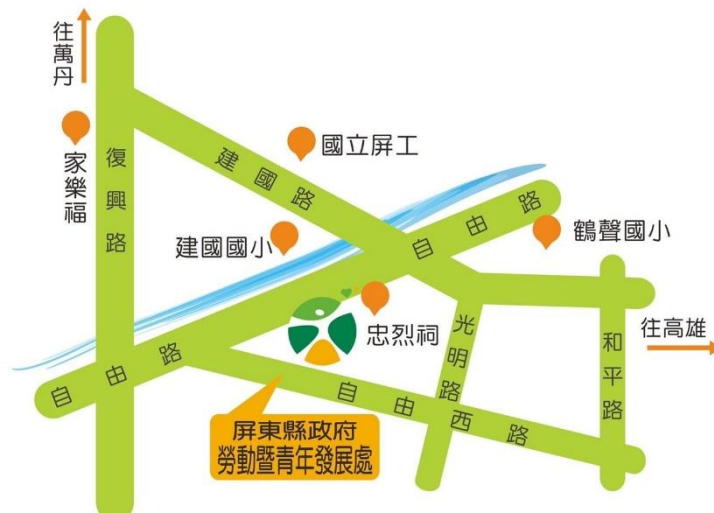 往萬丹
家樂福
復興路
建國路
國立屏工
建國國小
自由路
鶴聲國小
忠烈祠
光明路
和平路
往高雄
自由路
自由西路
屏東縣政府
勞動暨青年發展處